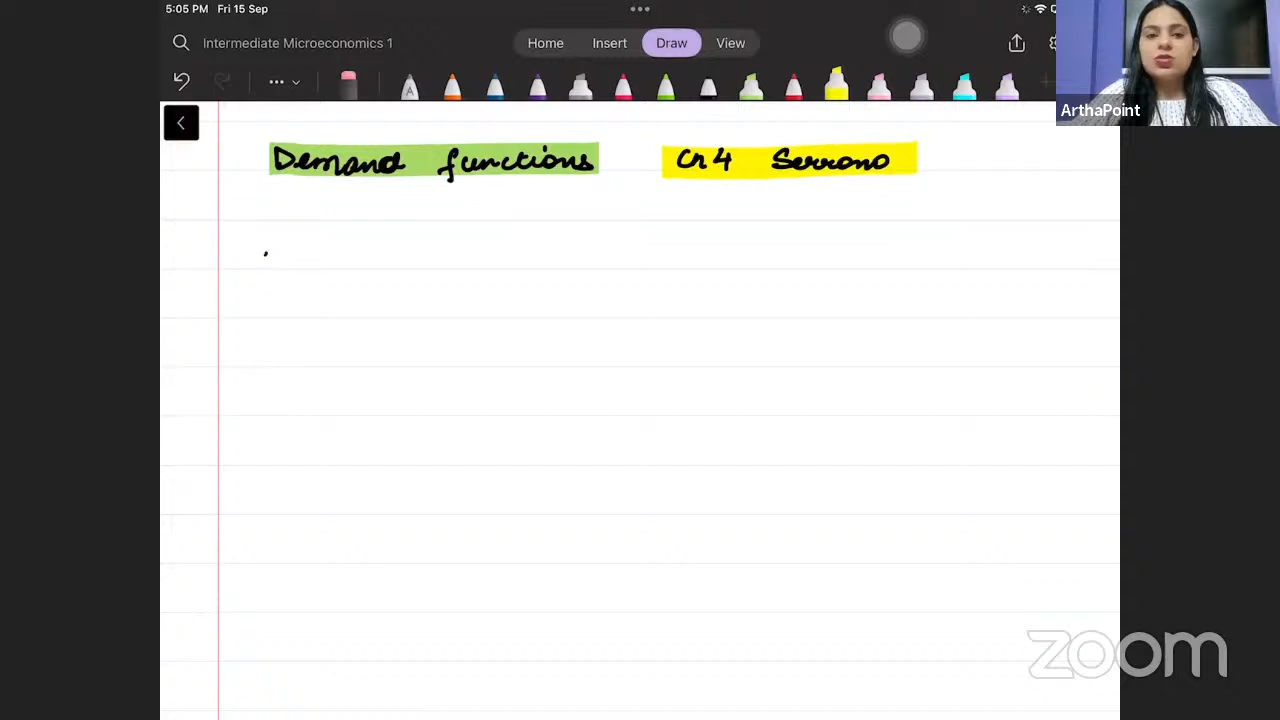 5:05 PM Fri 15 Sep
Intermediate Microeconomics 1
Home Insert Draw View
ArthaPoint
Demand functions Ch 4 Serrono
zoom